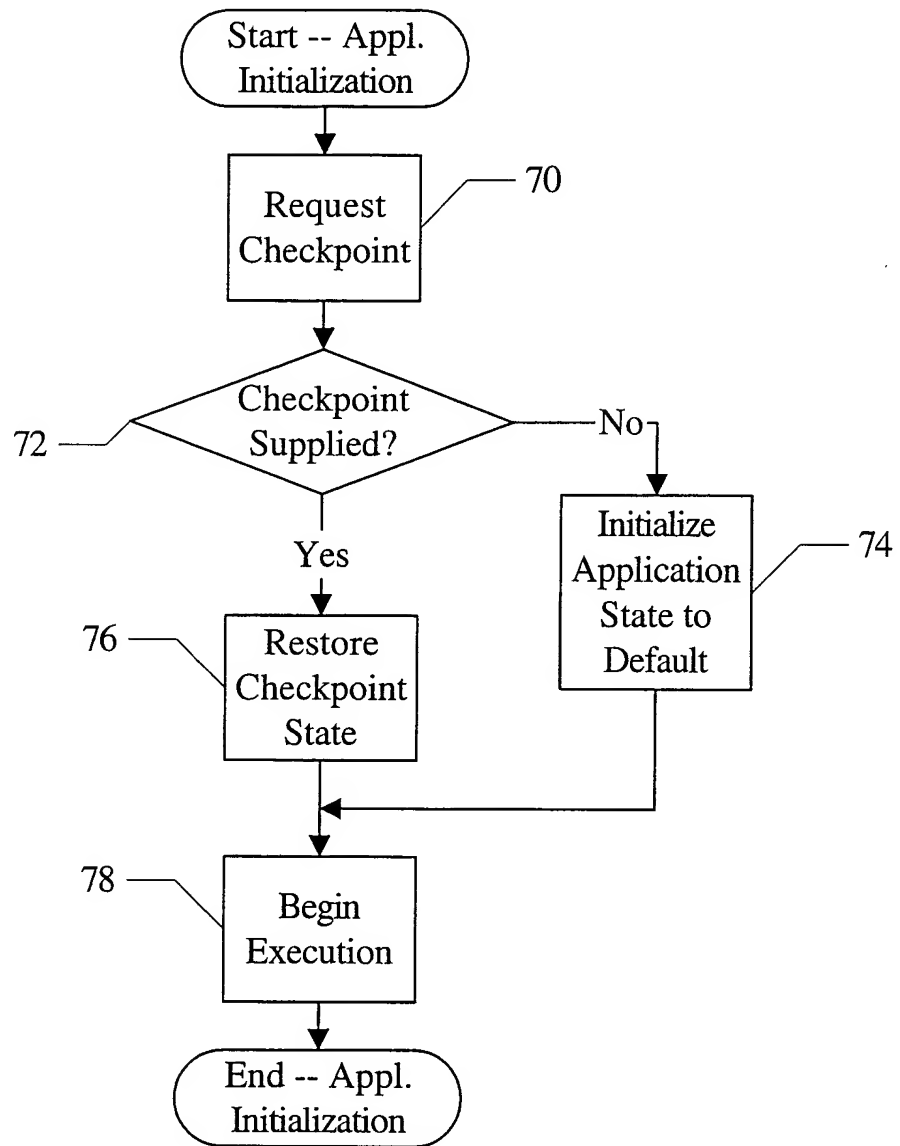 Start -- Appl.
Initialization
70
Request
Checkpoint
72
Checkpoint
Supplied?
No
Yes
Initialize
Application
State to
Default
74
76
Restore
Checkpoint
State
78
Begin
Execution
End -- Appl.
Initialization